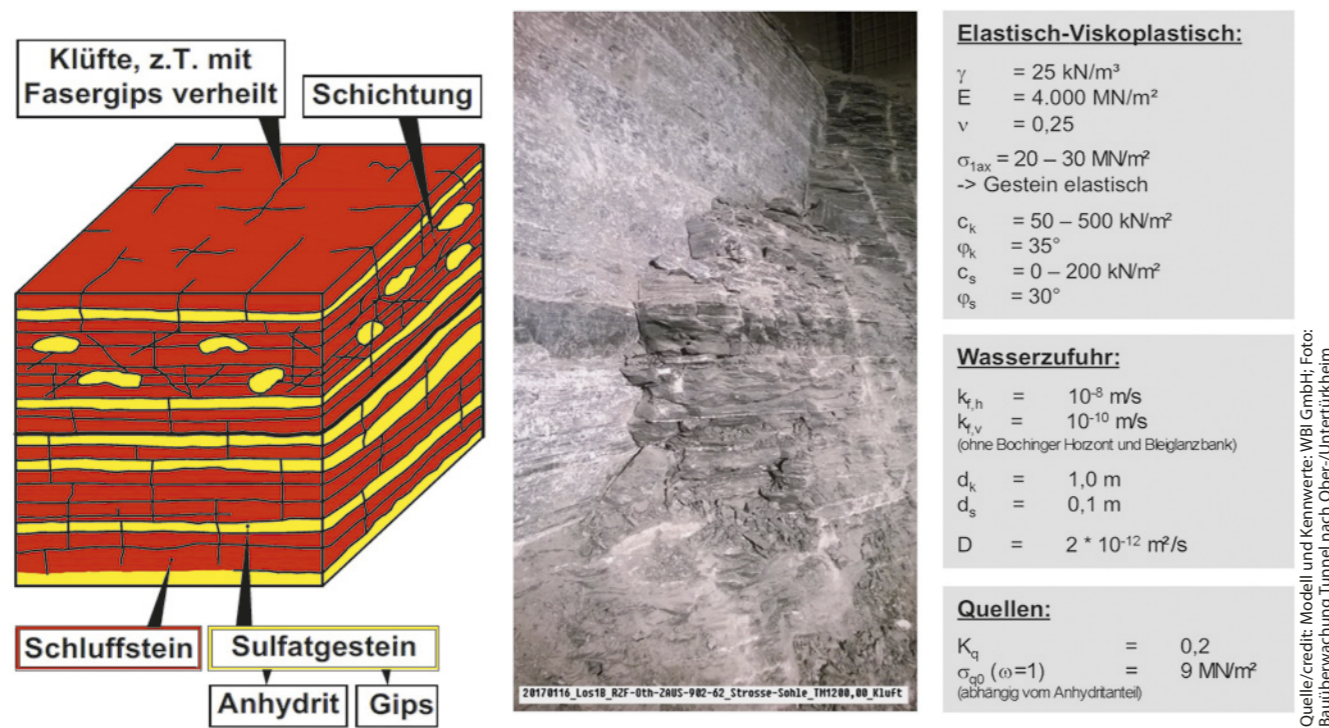 Klüfte, z.T. mit
Fasergips verheilt
Schichtung
Schluffstein
Sulfatgestein
Anhydrit
Gips
20170116_Los1B_RZF-Oth-ZAUS-902-62_Strosse-Sohle_TM1200,00_Kluft
Elastisch-Viskoplastisch:
γ = 25 kN/m³
E = 4.000 MN/m²
ν = 0,25
σ1ax = 20 – 30 MN/m²
-> Gestein elastisch
ck = 50 – 500 kN/m²
φk = 35°
cs = 0 – 200 kN/m²
φs = 30°
Wasserzufuhr:
kf,h = 10⁻⁸ m/s
kf,v = 10⁻¹⁰ m/s
(ohne Bochinger Horzont und Bleiglanzbank)
dk = 1,0 m
ds = 0,1 m
D = 2 * 10⁻¹² m²/s
Quellen:
Kq = 0,2
σq0 (ω=1) = 9 MN/m²
(abhängig vom Anhydritanteil)
Quelle/credit: Modell und Kennwerte: WBI GmbH; Foto:
Bauüberwachung Tunnel nach Ober-/Untertürkheim